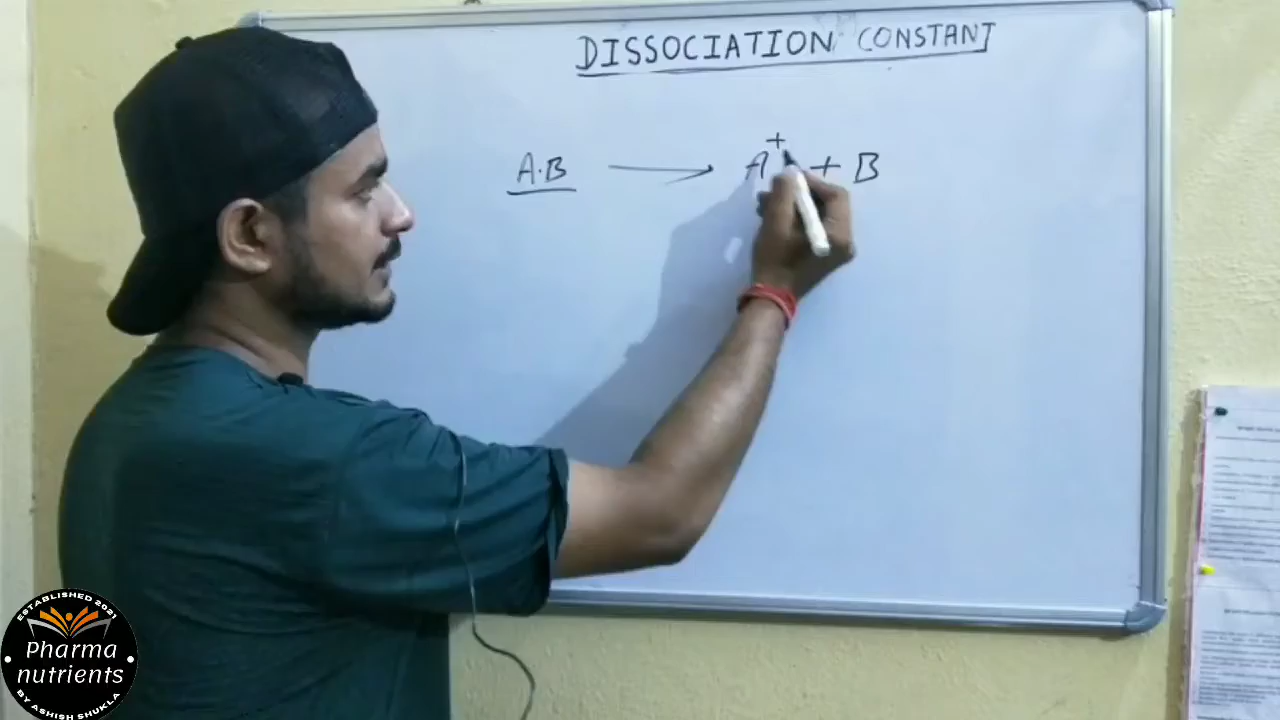 DISSOCIATION CONSTANT
A.B → A⁺ + B
ESTABLISHED 2021
Pharma
nutrients
BY ASHISH SHUKLA